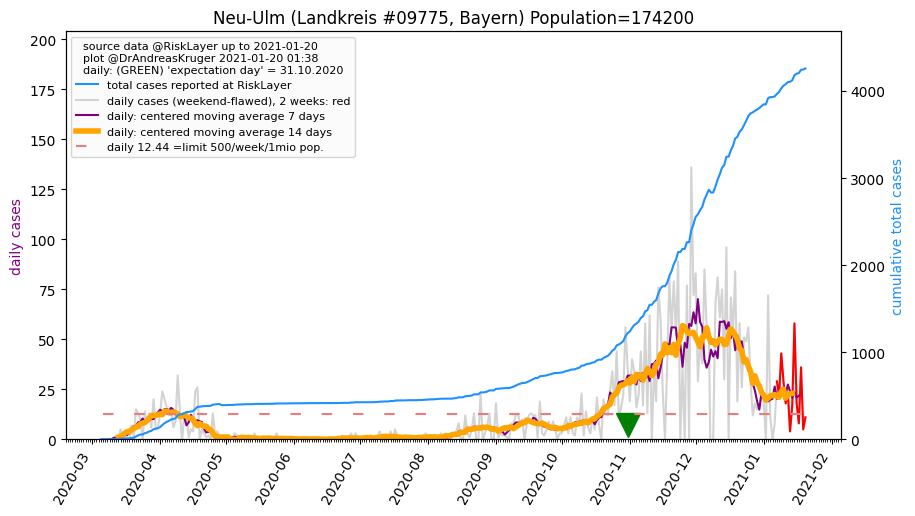 Neu-Ulm (Landkreis #09775, Bayern) Population=174200
source data @RiskLayer up to 2021-01-20
plot @DrAndreasKruger 2021-01-20 01:38
daily: (GREEN) 'expectation day' = 31.10.2020
total cases reported at RiskLayer
daily cases (weekend-flawed), 2 weeks: red
daily: centered moving average 7 days
daily: centered moving average 14 days
daily 12.44 =limit 500/week/1mio pop.
daily cases
200
175
150
125
100
75
50
25
0
cumulative total cases
4000
3000
2000
1000
0
2020-03
2020-04
2020-05
2020-06
2020-07
2020-08
2020-09
2020-10
2020-11
2020-12
2021-01
2021-02